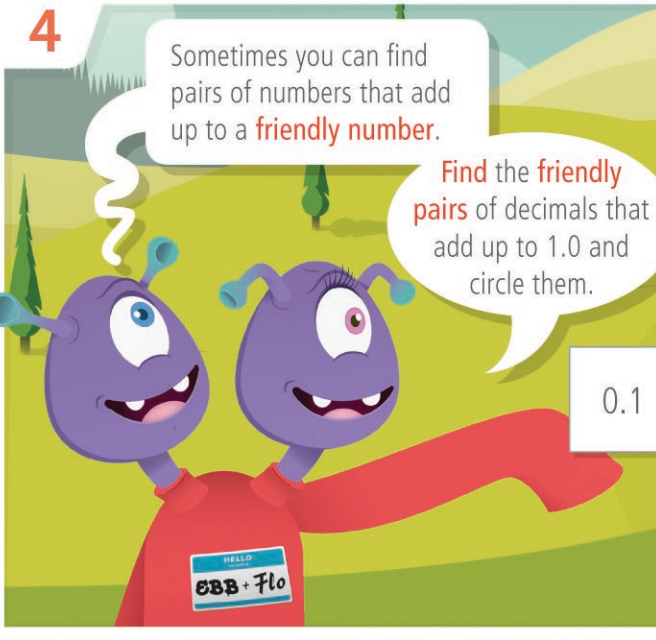 4
Sometimes you can find
pairs of numbers that add
up to a friendly number.
Find the friendly
pairs of decimals that
add up to 1.0 and
circle them.
0.1
HELLO
EBB + Flo